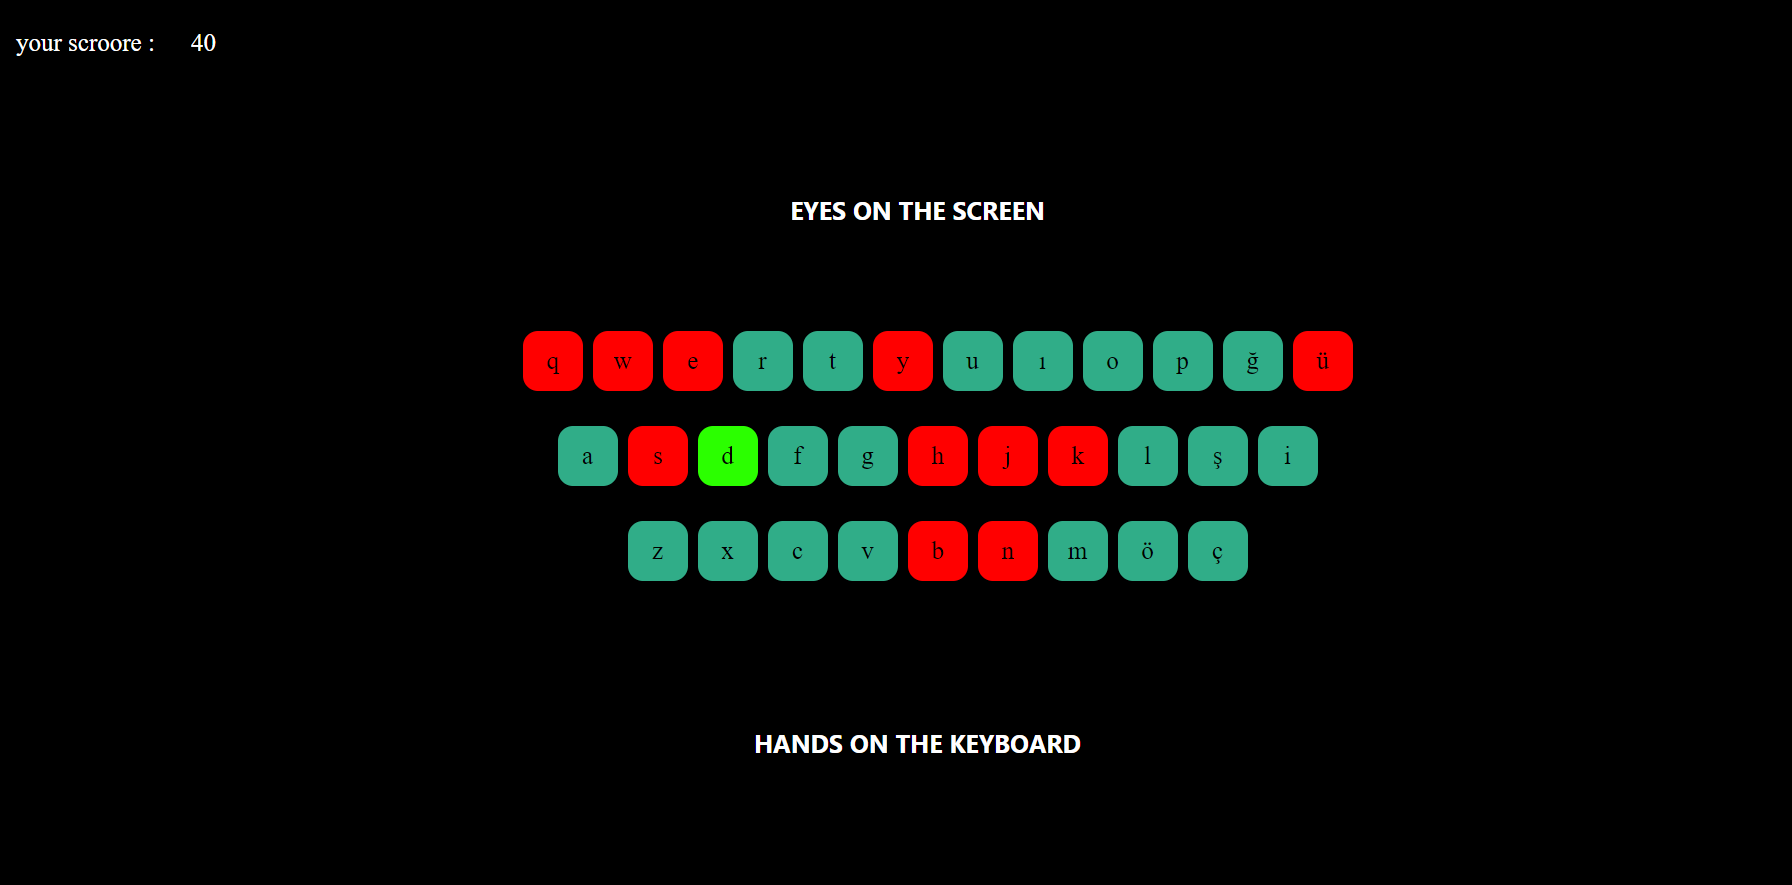 your scroore : 40
EYES ON THE SCREEN
q w e r t y u ı o p ğ ü
a s d f g h j k l ş i
z x c v b n m ö ç
HANDS ON THE KEYBOARD